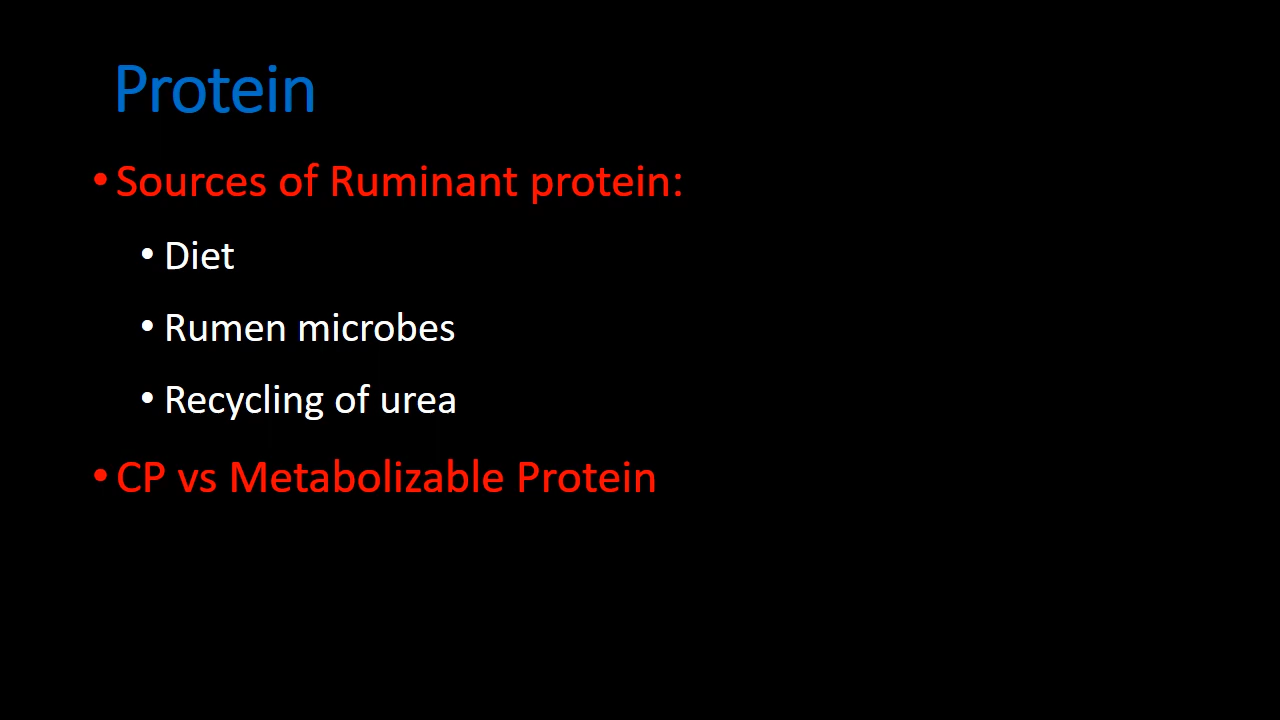 Protein
• Sources of Ruminant protein:
• Diet
• Rumen microbes
• Recycling of urea
• CP vs Metabolizable Protein